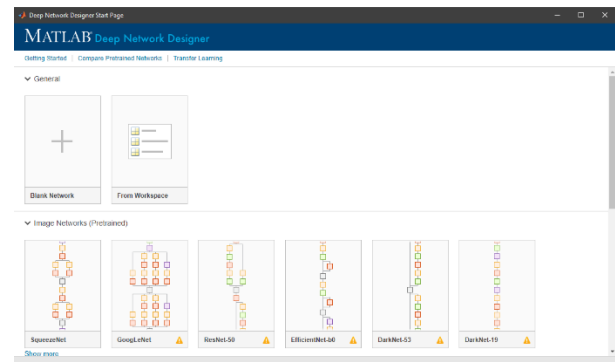 Deep Network Designer Start Page
MATLAB Deep Network Designer
Getting Started | Compare Pretrained Networks | Transfer Learning
General
Blank Network
From Workspace
Image Networks (Pretrained)
SqueezeNet
GoogLeNet
ResNet-50
EfficientNet-b0
DarkNet-53
DarkNet-19
Show more